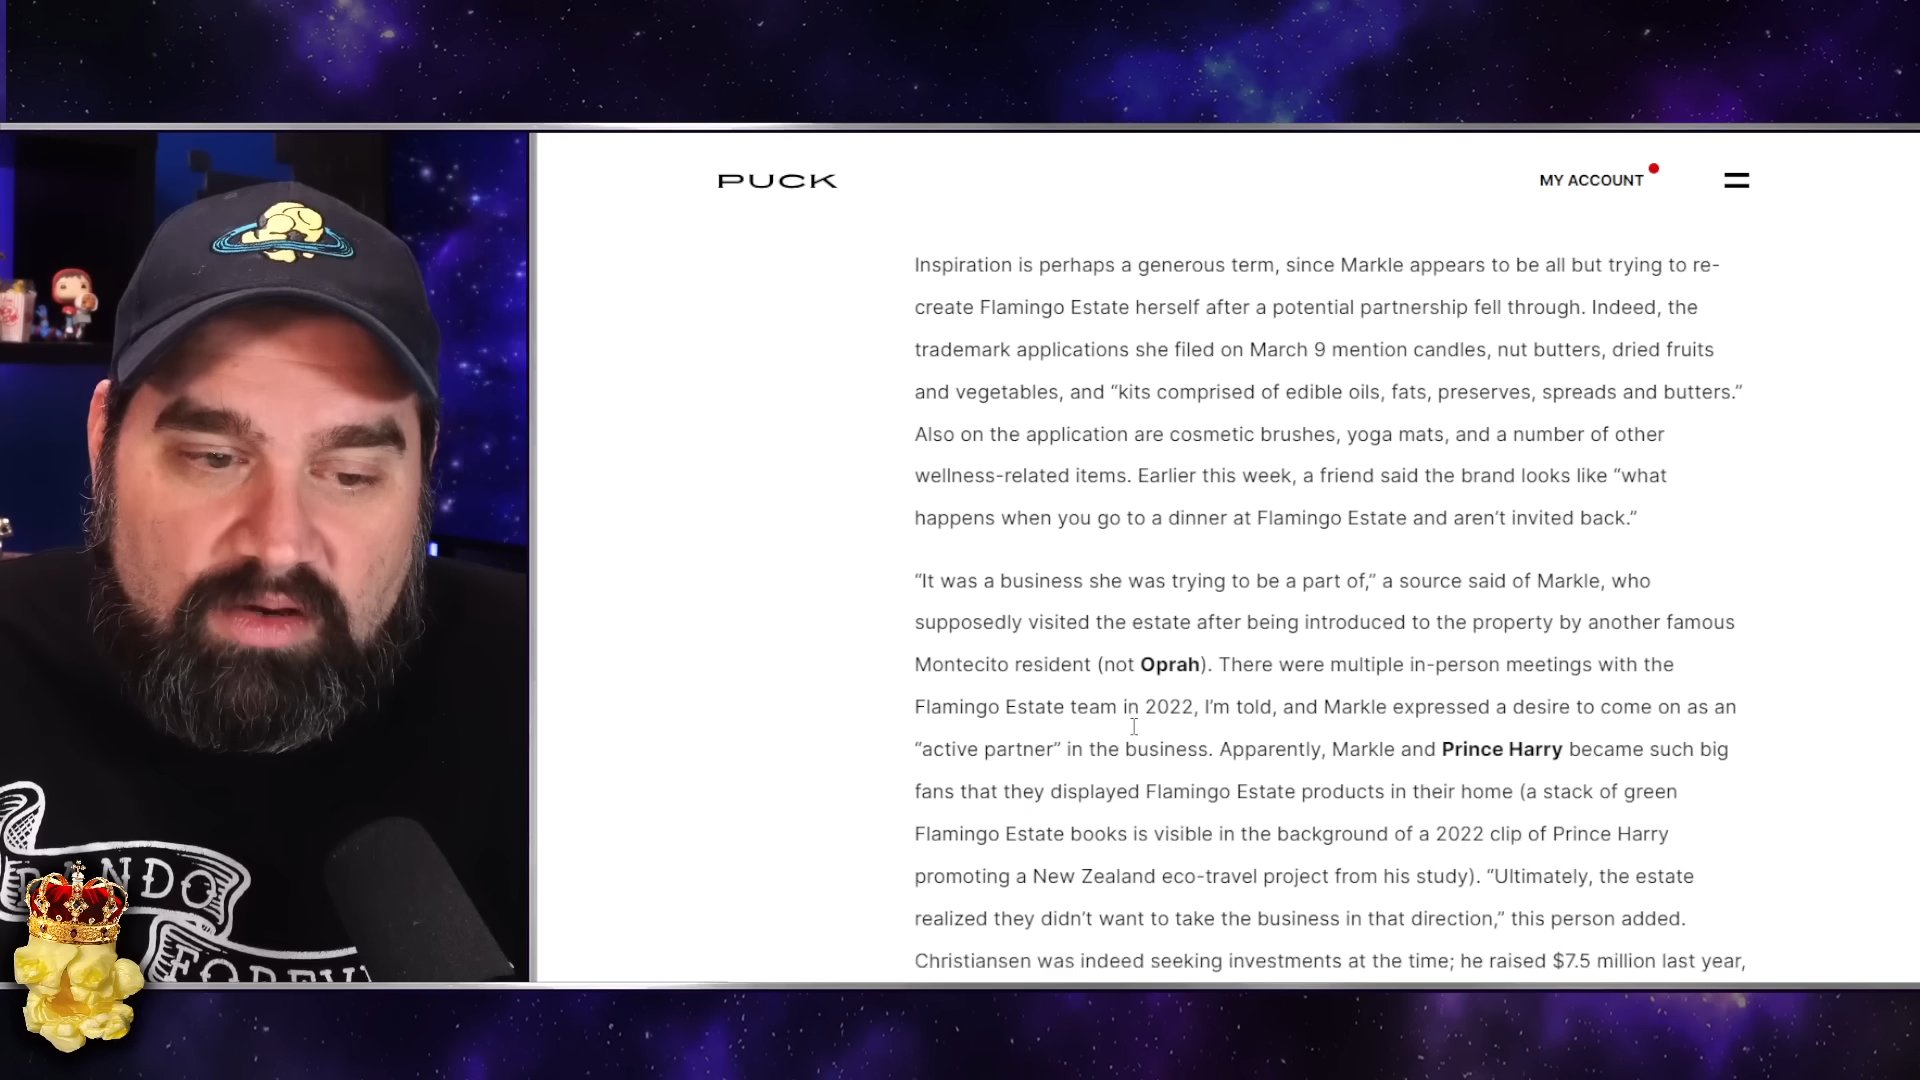 PUCK
MY ACCOUNT
Inspiration is perhaps a generous term, since Markle appears to be all but trying to re-
create Flamingo Estate herself after a potential partnership fell through. Indeed, the
trademark applications she filed on March 9 mention candles, nut butters, dried fruits
and vegetables, and “kits comprised of edible oils, fats, preserves, spreads and butters.”
Also on the application are cosmetic brushes, yoga mats, and a number of other
wellness-related items. Earlier this week, a friend said the brand looks like “what
happens when you go to a dinner at Flamingo Estate and aren’t invited back.”
“It was a business she was trying to be a part of,” a source said of Markle, who
supposedly visited the estate after being introduced to the property by another famous
Montecito resident (not Oprah). There were multiple in-person meetings with the
Flamingo Estate team in 2022, I’m told, and Markle expressed a desire to come on as an
“active partner” in the business. Apparently, Markle and Prince Harry became such big
fans that they displayed Flamingo Estate products in their home (a stack of green
Flamingo Estate books is visible in the background of a 2022 clip of Prince Harry
promoting a New Zealand eco-travel project from his study). “Ultimately, the estate
realized they didn’t want to take the business in that direction,” this person added.
Christiansen was indeed seeking investments at the time; he raised $7.5 million last year,